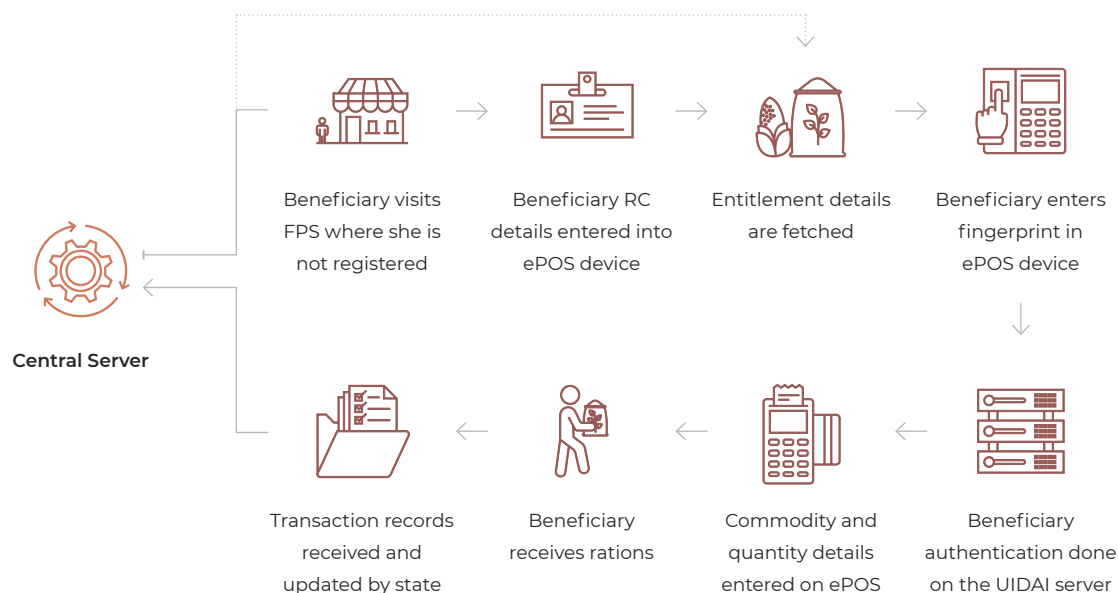 Beneficiary visits
FPS where she is
not registered
Beneficiary RC
details entered into
ePOS device
Entitlement details
are fetched
Beneficiary enters
fingerprint in
ePOS device
Central Server
Transaction records
received and
updated by state
Beneficiary
receives rations
Commodity and
quantity details
entered on ePOS
Beneficiary
authentication done
on the UIDAI server